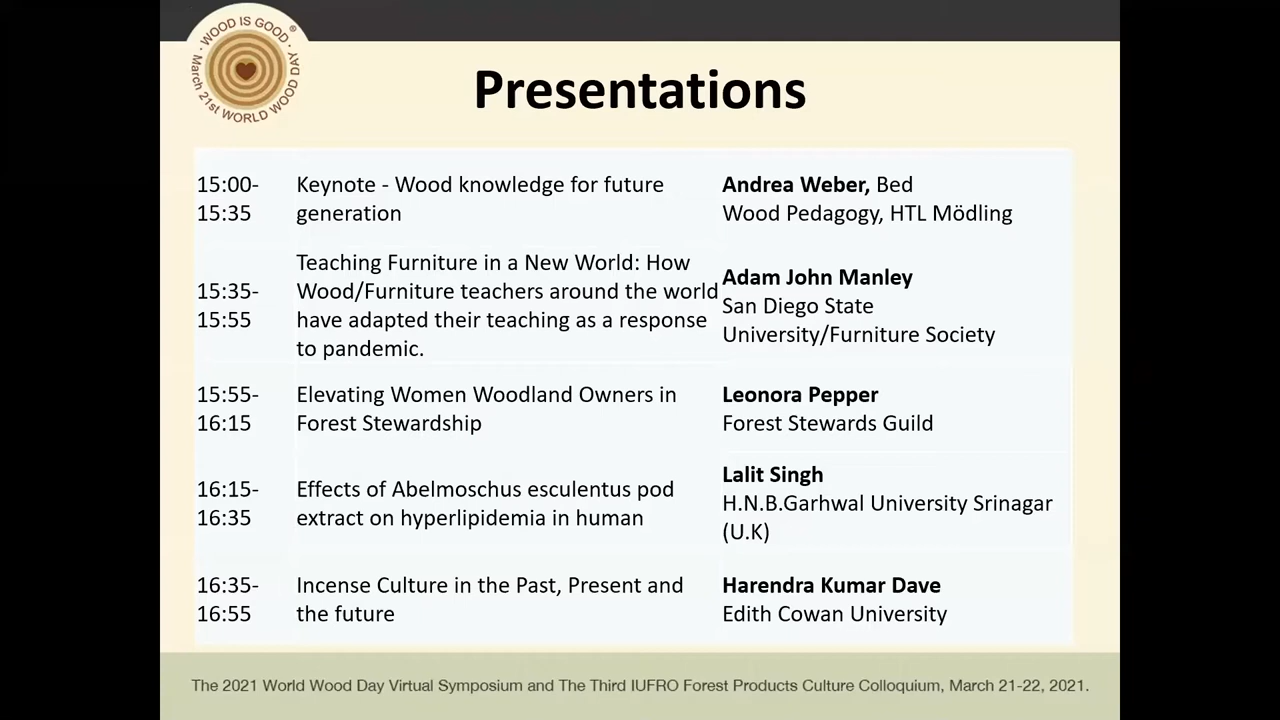 WOOD IS GOOD ®
March 21st WORLD WOOD DAY
Presentations
15:00-
15:35
Keynote - Wood knowledge for future
generation
Andrea Weber, Bed
Wood Pedagogy, HTL Mödling
15:35-
15:55
Teaching Furniture in a New World: How
Wood/Furniture teachers around the world
have adapted their teaching as a response
to pandemic.
Adam John Manley
San Diego State
University/Furniture Society
15:55-
16:15
Elevating Women Woodland Owners in
Forest Stewardship
Leonora Pepper
Forest Stewards Guild
16:15-
16:35
Effects of Abelmoschus esculentus pod
extract on hyperlipidemia in human
Lalit Singh
H.N.B.Garhwal University Srinagar
(U.K)
16:35-
16:55
Incense Culture in the Past, Present and
the future
Harendra Kumar Dave
Edith Cowan University
The 2021 World Wood Day Virtual Symposium and The Third IUFRO Forest Products Culture Colloquium, March 21-22, 2021.